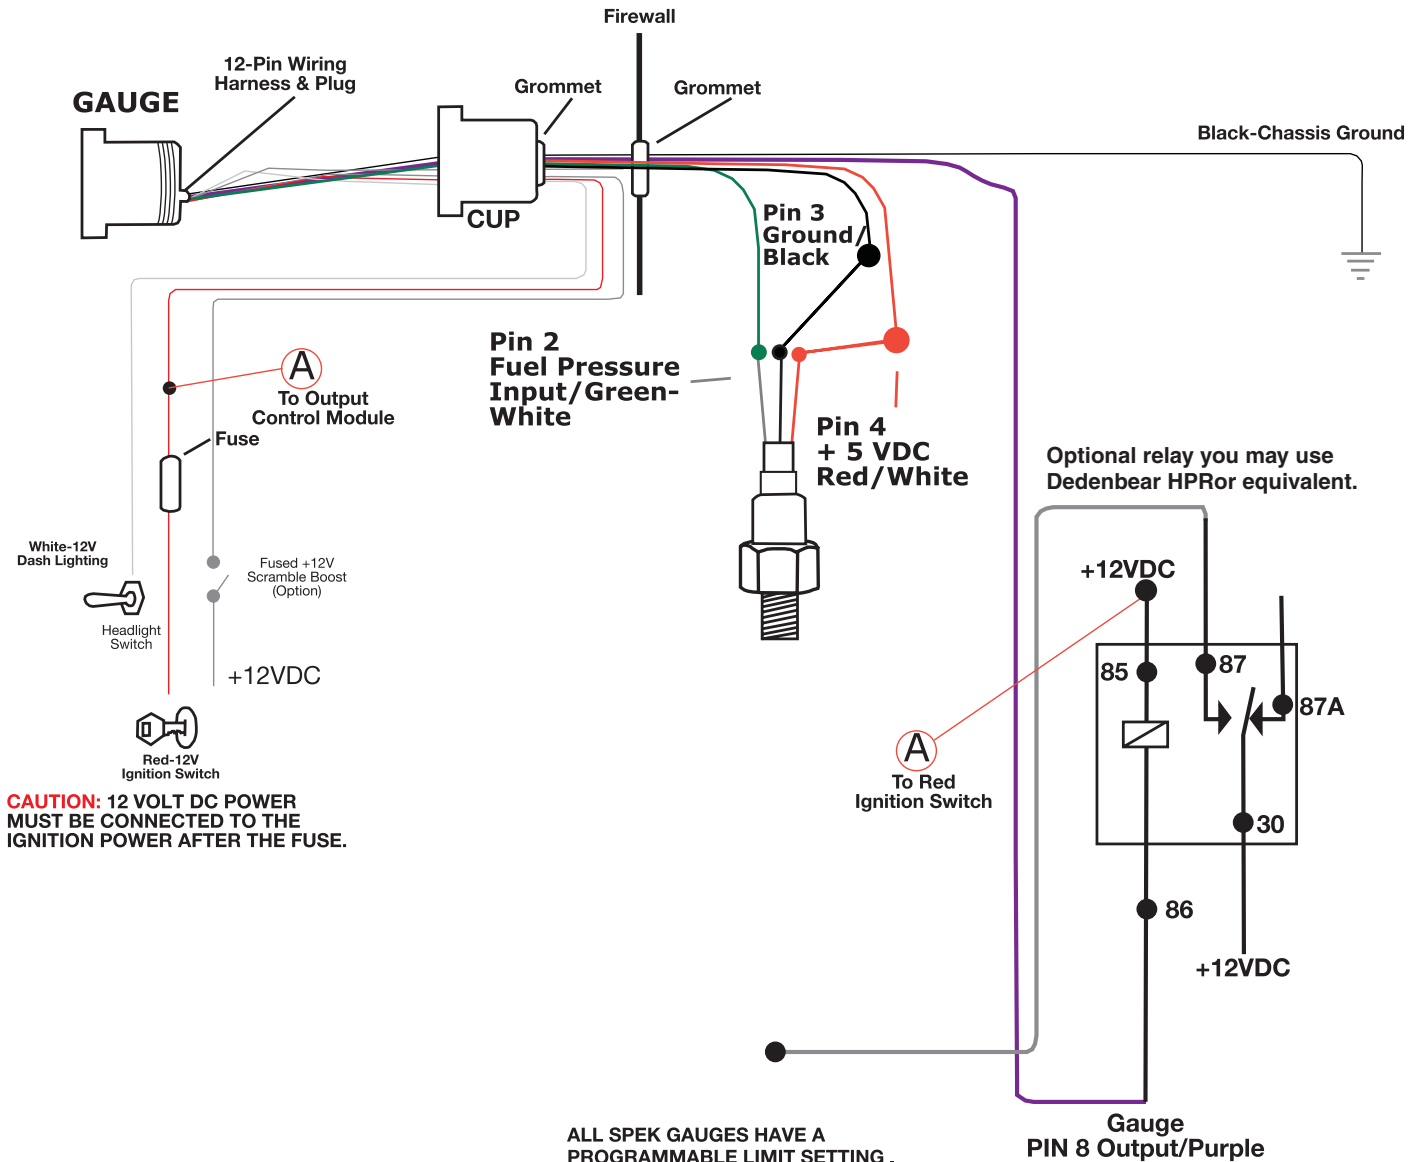 Firewall
12-Pin Wiring
Harness & Plug
GAUGE
Grommet
Grommet
Black-Chassis Ground
CUP
Pin 3
Ground/
Black
Pin 2
Fuel Pressure
Input/Green-
White
A
To Output
Control Module
Fuse
Pin 4
+ 5 VDC
Red/White
Optional relay you may use
Dedenbear HPRor equivalent.
White-12V
Dash Lighting
Fused +12V
Scramble Boost
(Option)
+12VDC
Headlight
Switch
+12VDC
85
87
87A
A
To Red
Ignition Switch
Red-12V
Ignition Switch
CAUTION: 12 VOLT DC POWER
MUST BE CONNECTED TO THE
IGNITION POWER AFTER THE FUSE.
30
86
+12VDC
Gauge
PIN 8 Output/Purple
ALL SPEK GAUGES HAVE A
PROGRAMMABLE LIMIT SETTING .